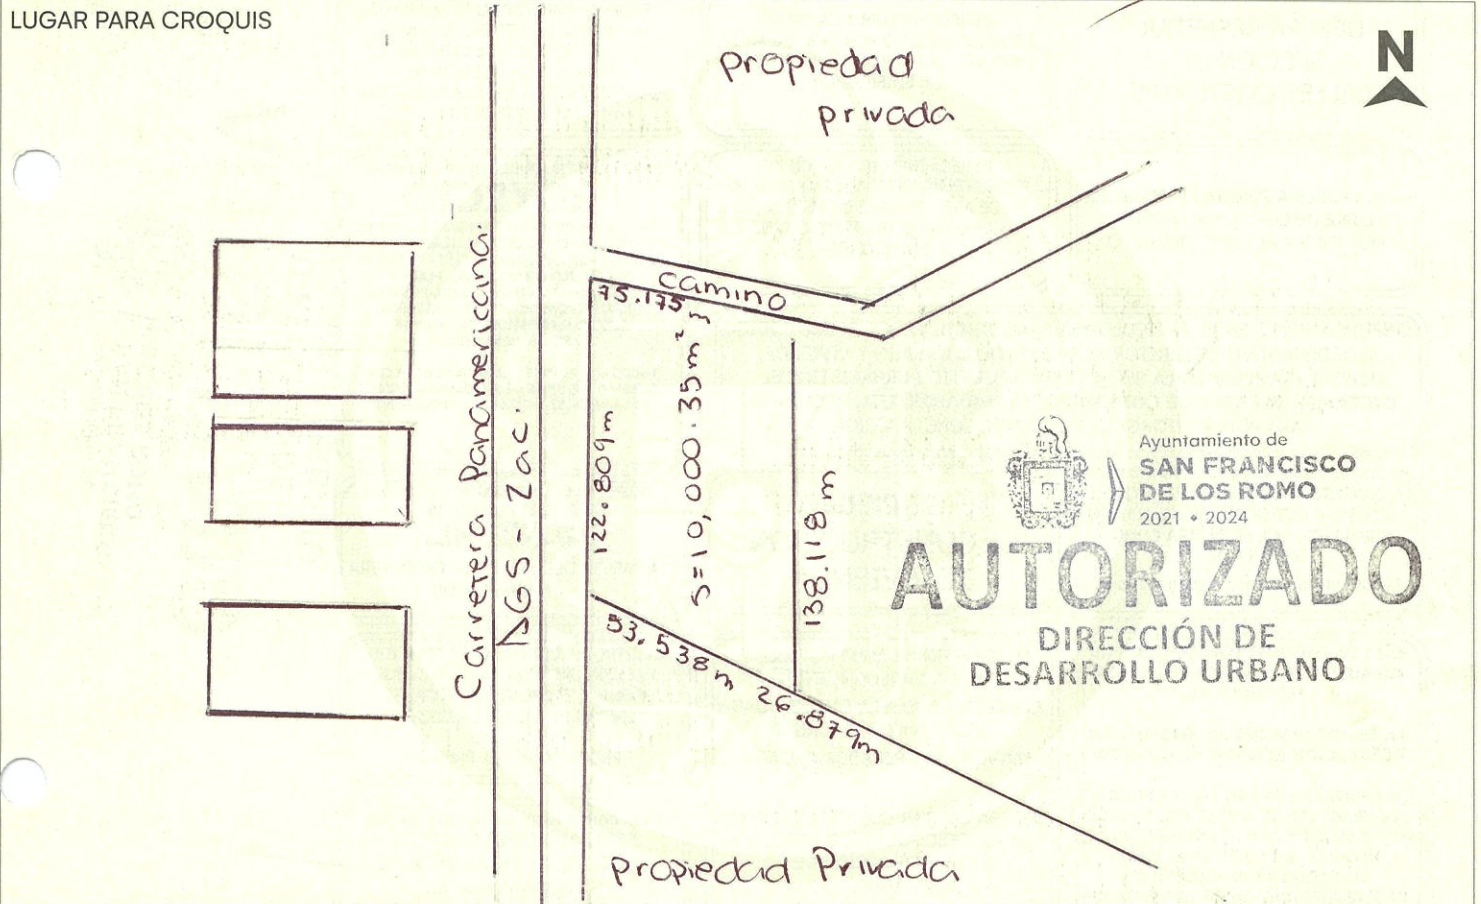 LUGAR PARA CROQUIS
N
propiedad
privada
camino
75.175
Carretera Panamericana.
AGS-Zac.
122.809m
S=10,000.35m²
138.118 m
53.538m
26.879m
Propiedad Privada
Ayuntamiento de
SAN FRANCISCO
DE LOS ROMO
2021 • 2024
AUTORIZADO
DIRECCIÓN DE
DESARROLLO URBANO